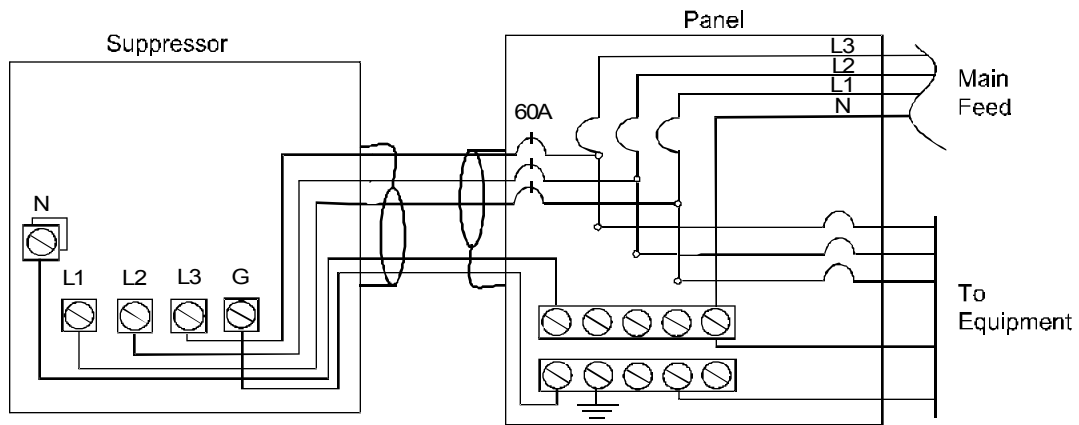 Panel
Suppressor
L3
L2
L1
N
Main
Feed
60A
N
L1 L2 L3 G
To
Equipment